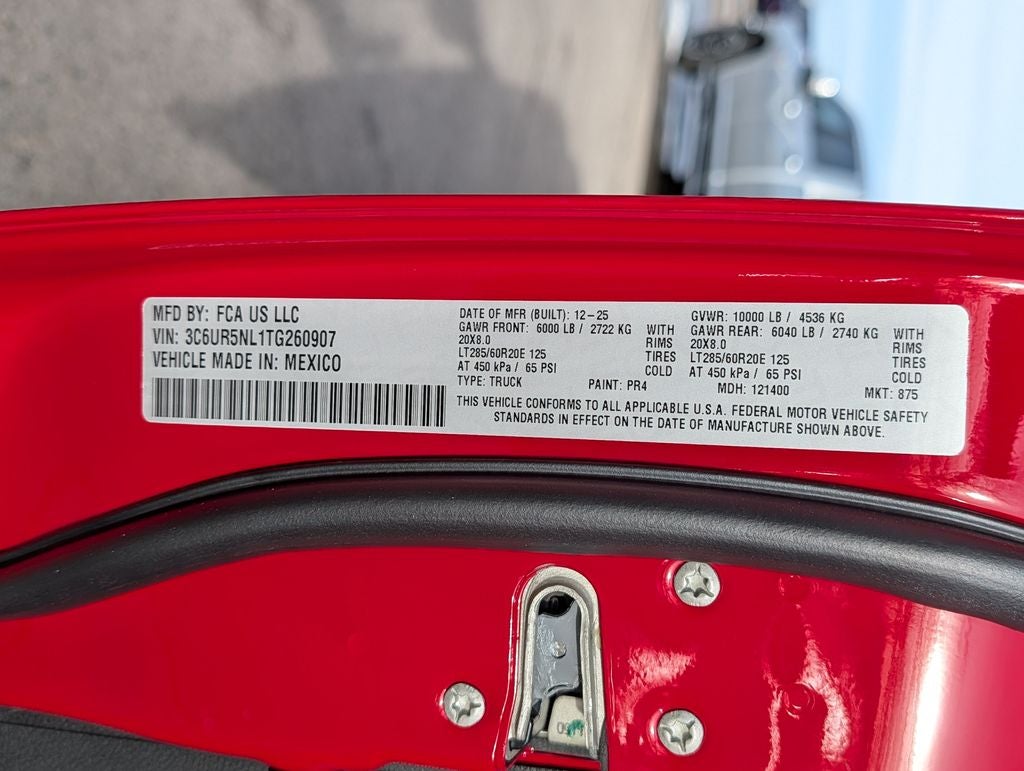 MFD BY: FCA US LLC
VIN: 3C6UR5NL1TG260907
VEHICLE MADE IN: MEXICO
DATE OF MFR (BUILT): 12-25
GAWR FRONT: 6000 LB / 2722 KG WITH
20X8.0 RIMS
LT285/60R20E 125 TIRES
AT 450 kPa / 65 PSI COLD
TYPE: TRUCK PAINT: PR4
GVWR: 10000 LB / 4536 KG
GAWR REAR: 6040 LB / 2740 KG WITH
20X8.0 RIMS
LT285/60R20E 125 TIRES
AT 450 kPa / 65 PSI COLD
MDH: 121400 MKT: 875
THIS VEHICLE CONFORMS TO ALL APPLICABLE U.S.A. FEDERAL MOTOR VEHICLE SAFETY
STANDARDS IN EFFECT ON THE DATE OF MANUFACTURE SHOWN ABOVE.